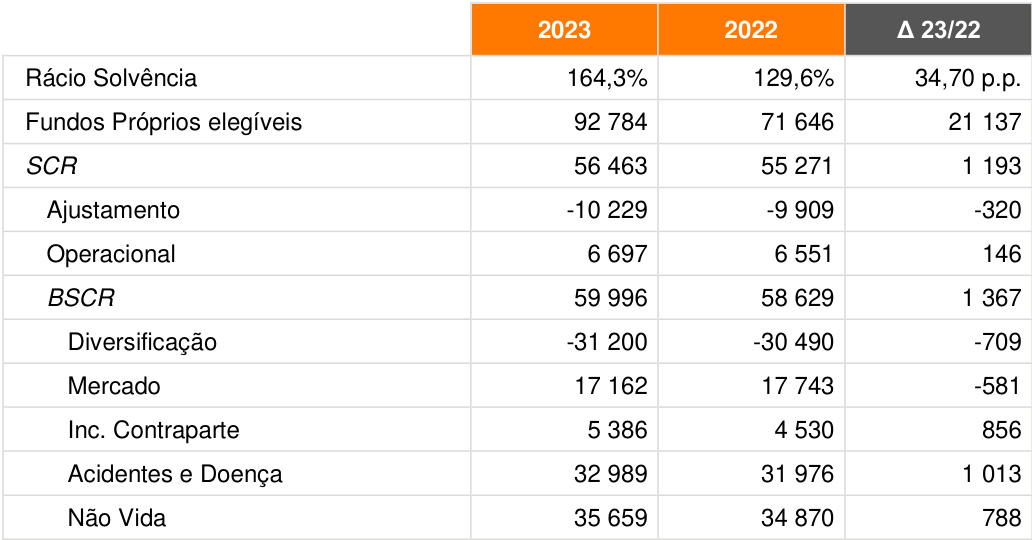 2023 2022 Δ 23/22
Rácio Solvência 164,3% 129,6% 34,70 p.p.
Fundos Próprios elegíveis 92 784 71 646 21 137
SCR 56 463 55 271 1 193
Ajustamento -10 229 -9 909 -320
Operacional 6 697 6 551 146
BSCR 59 996 58 629 1 367
Diversificação -31 200 -30 490 -709
Mercado 17 162 17 743 -581
Inc. Contraparte 5 386 4 530 856
Acidentes e Doença 32 989 31 976 1 013
Não Vida 35 659 34 870 788